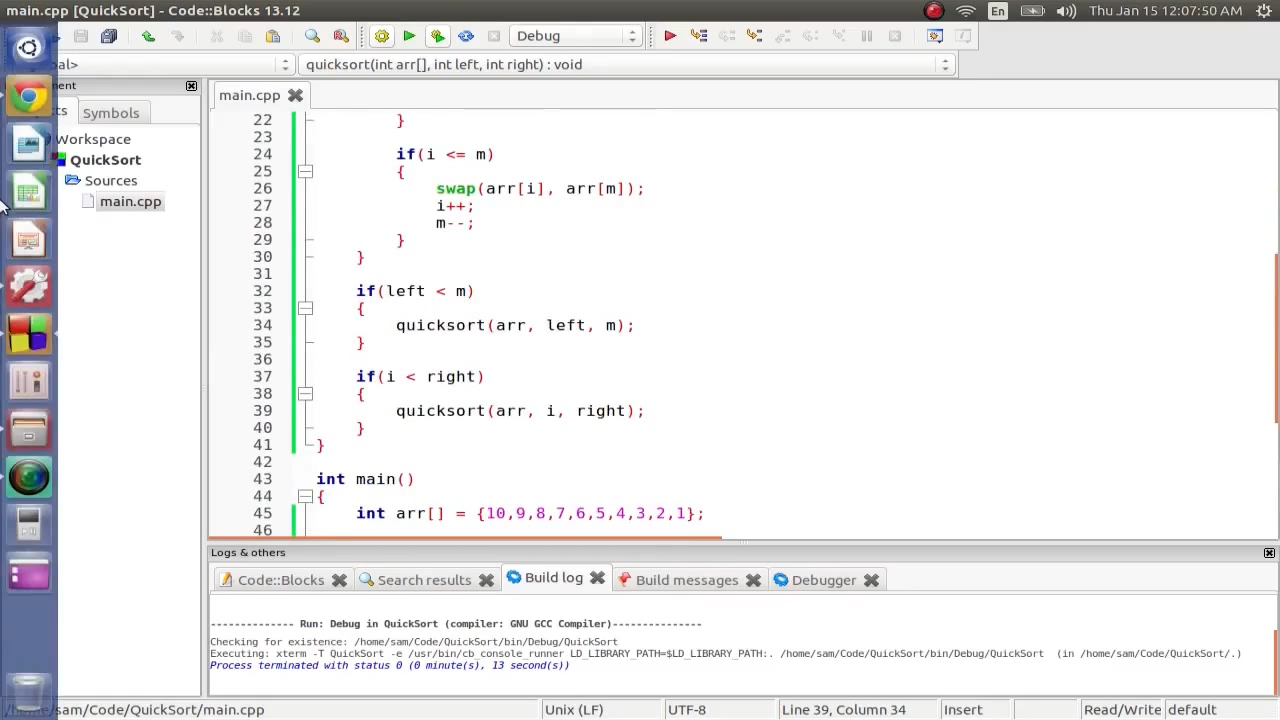 main.cpp [QuickSort] - Code::Blocks 13.12
En
Thu Jan 15 12:07:50 AM
Debug
al>
quicksort(int arr[], int left, int right) : void
ment
main.cpp
ts
Symbols
Workspace
QuickSort
Sources
main.cpp
22 }
23
24 if(i <= m)
25 {
26 swap(arr[i], arr[m]);
27 i++;
28 m--;
29 }
30 }
31
32 if(left < m)
33 {
34 quicksort(arr, left, m);
35 }
36
37 if(i < right)
38 {
39 quicksort(arr, i, right);
40 }
41 }
42
43 int main()
44 {
45 int arr[] = {10,9,8,7,6,5,4,3,2,1};
46
Logs & others
Code::Blocks
Search results
Build log
Build messages
Debugger
-------------- Run: Debug in QuickSort (compiler: GNU GCC Compiler)---------------
Checking for existence: /home/sam/Code/QuickSort/bin/Debug/QuickSort
Executing: xterm -T QuickSort -e /usr/bin/cb_console_runner LD_LIBRARY_PATH=$LD_LIBRARY_PATH:. /home/sam/Code/QuickSort/bin/Debug/QuickSort  (in /home/sam/Code/QuickSort/.)
Process terminated with status 0 (0 minute(s), 13 second(s))
/home/sam/Code/QuickSort/main.cpp
Unix (LF)
UTF-8
Line 39, Column 34
Insert
Read/Write
default